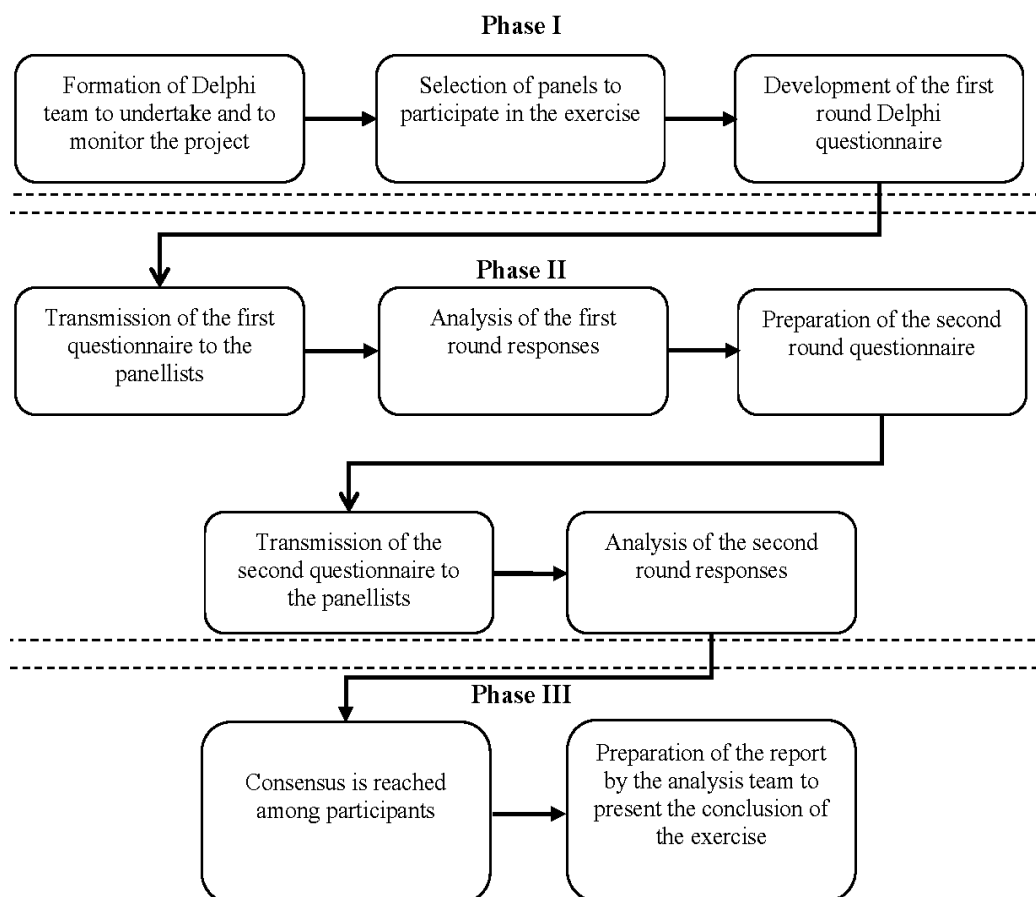 Phase I
Formation of Delphi
team to undertake and to
monitor the project
Selection of panels to
participate in the exercise
Development of the first
round Delphi
questionnaire
Phase II
Transmission of the first
questionnaire to the
panellists
Analysis of the first
round responses
Preparation of the second
round questionnaire
Transmission of the
second questionnaire to
the panellists
Analysis of the second
round responses
Phase III
Consensus is reached
among participants
Preparation of the report
by the analysis team to
present the conclusion of
the exercise